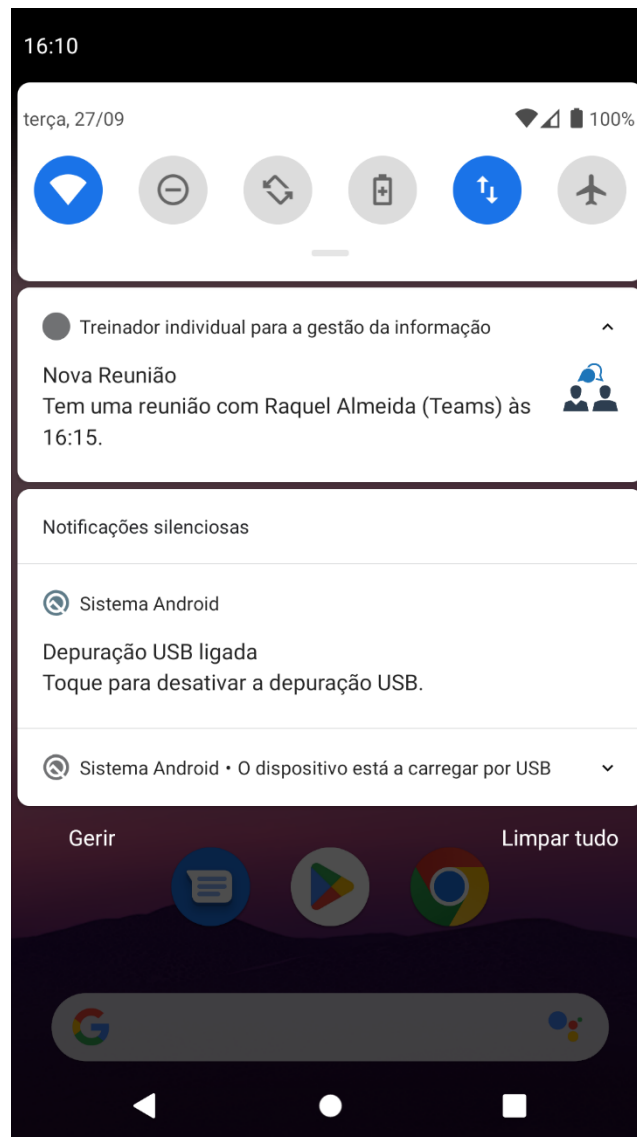 16:10
terça, 27/09 100%
Treinador individual para a gestão da informação
Nova Reunião
Tem uma reunião com Raquel Almeida (Teams) às
16:15.
Notificações silenciosas
Sistema Android
Depuração USB ligada
Toque para desativar a depuração USB.
Sistema Android • O dispositivo está a carregar por USB
Gerir Limpar tudo